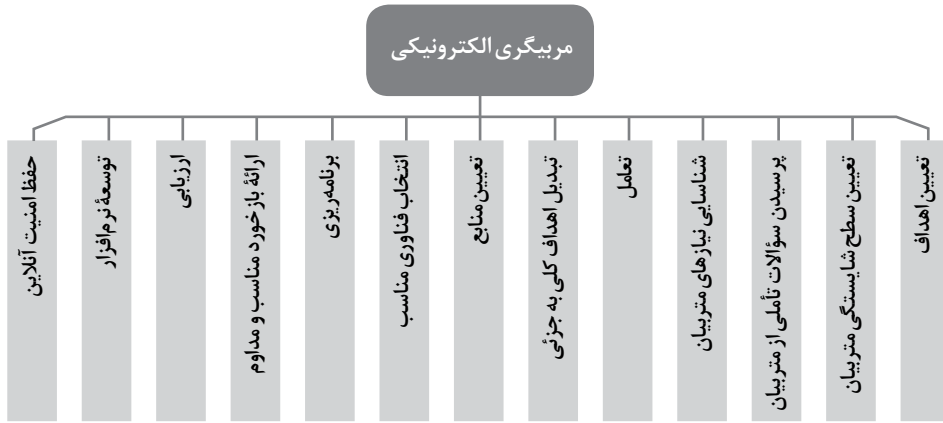 مربیگری الکترونیکی
تعیین اهداف
تعیین سطح شایستگی متربیان
پرسیدن سؤالات تأملی از متربیان
شناسایی نیازهای متربیان
تعامل
تبدیل اهداف کلی به جزئی
تعیین منابع
انتخاب فناوری مناسب
برنامه‌ریزی
ارائهٔ بازخورد مناسب و مداوم
ارزیابی
توسعهٔ نرم‌افزار
حفظ امنیت آنلاین